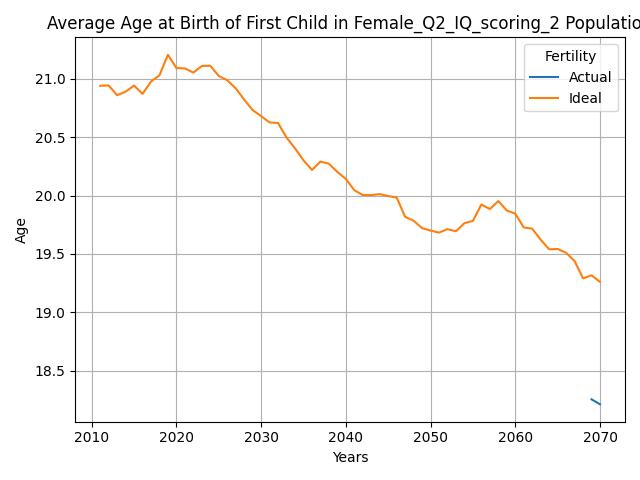 Average Age at Birth of First Child in Female_Q2_IQ_scoring_2 Populatio
Fertility
Actual
Ideal
21.0
20.5
20.0
19.5
19.0
18.5
Age
2010 2020 2030 2040 2050 2060 2070
Years